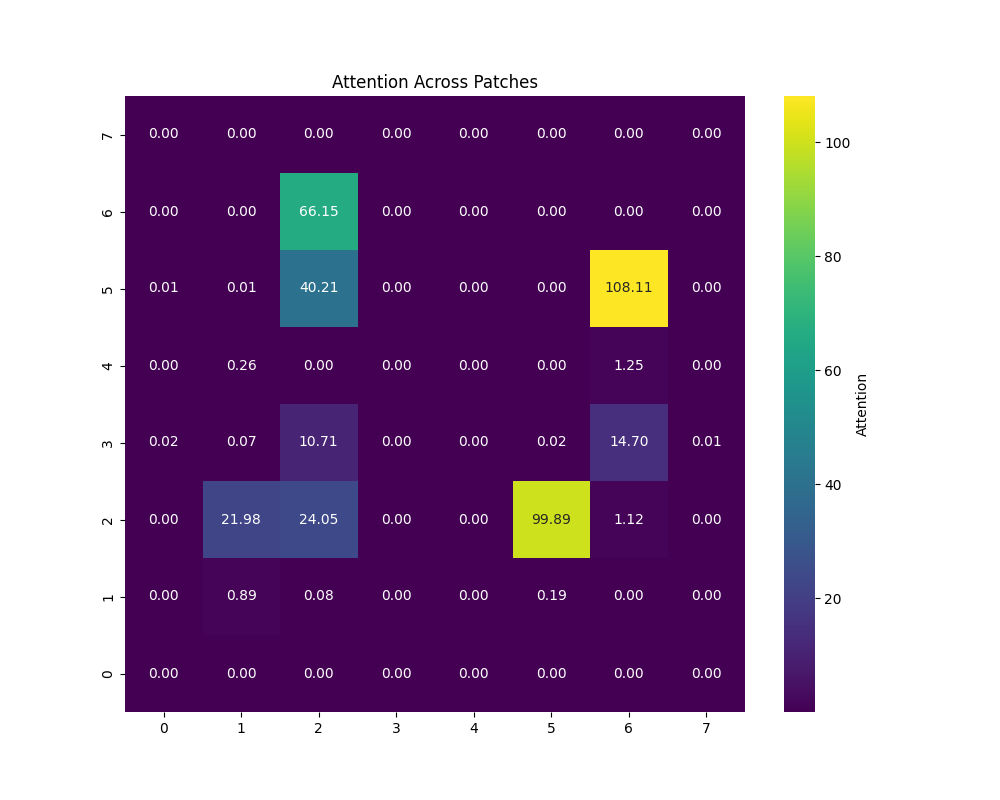 Attention Across Patches
7 0.00 0.00 0.00 0.00 0.00 0.00 0.00 0.00
6 0.00 0.00 66.15 0.00 0.00 0.00 0.00 0.00
5 0.01 0.01 40.21 0.00 0.00 0.00 108.11 0.00
4 0.00 0.26 0.00 0.00 0.00 0.00 1.25 0.00
3 0.02 0.07 10.71 0.00 0.00 0.02 14.70 0.01
2 0.00 21.98 24.05 0.00 0.00 99.89 1.12 0.00
1 0.00 0.89 0.08 0.00 0.00 0.19 0.00 0.00
0 0.00 0.00 0.00 0.00 0.00 0.00 0.00 0.00
0 1 2 3 4 5 6 7
100
80
60
40
20
Attention